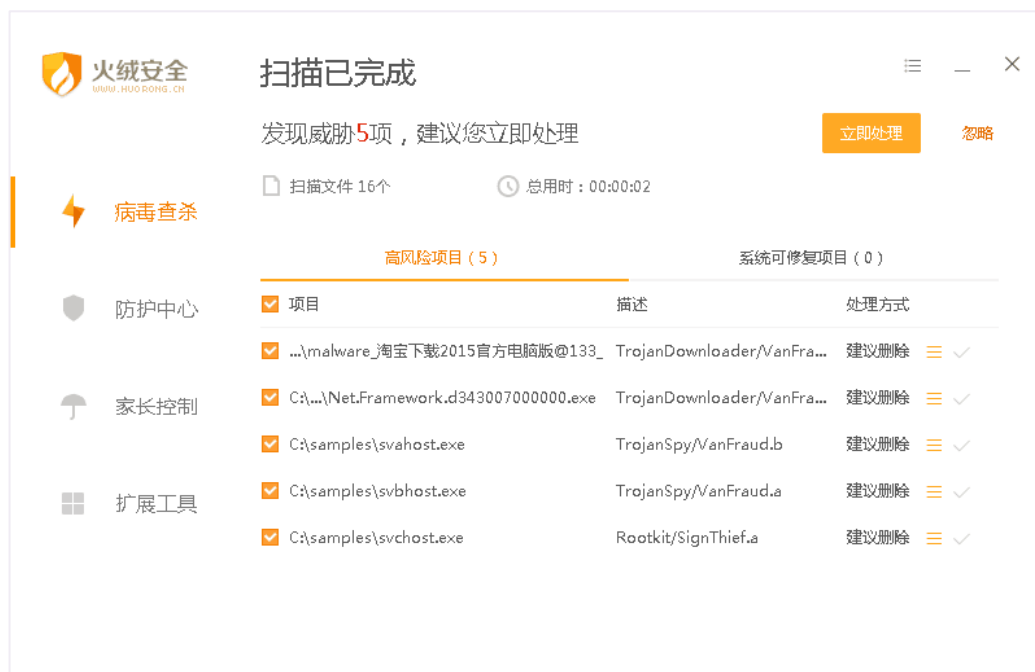 火绒安全
WWW.HUORONG.CN
扫描已完成
发现威胁5项，建议您立即处理
立即处理
忽略
扫描文件 16个
总用时：00:00:02
病毒查杀
防护中心
家长控制
扩展工具
高风险项目（5）
系统可修复项目（0）
项目 描述 处理方式
...\malware_淘宝下载2015官方电脑版@133_ TrojanDownloader/VanFra... 建议删除
C:\...\Net.Framework.d343007000000.exe TrojanDownloader/VanFra... 建议删除
C:\samples\svahost.exe TrojanSpy/VanFraud.b 建议删除
C:\samples\svbhost.exe TrojanSpy/VanFraud.a 建议删除
C:\samples\svchost.exe Rootkit/SignThief.a 建议删除